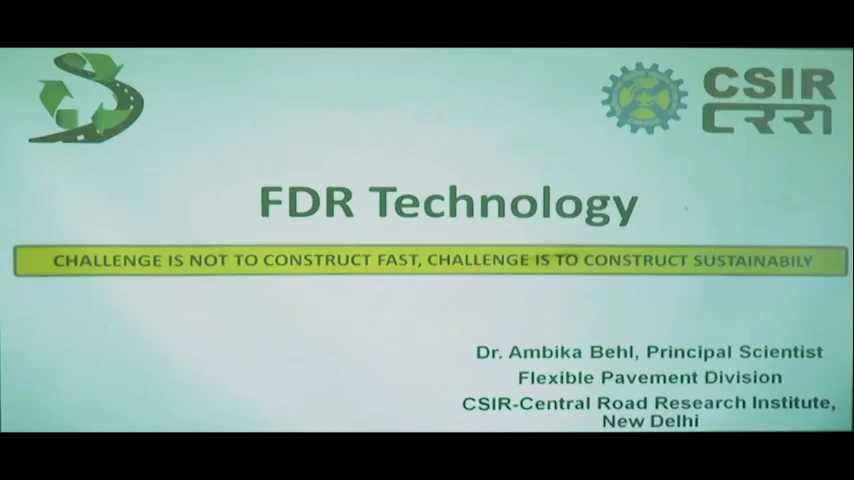 CSIR
CRRI
FDR Technology
CHALLENGE IS NOT TO CONSTRUCT FAST, CHALLENGE IS TO CONSTRUCT SUSTAINABILY
Dr. Ambika Behl, Principal Scientist
Flexible Pavement Division
CSIR-Central Road Research Institute,
New Delhi